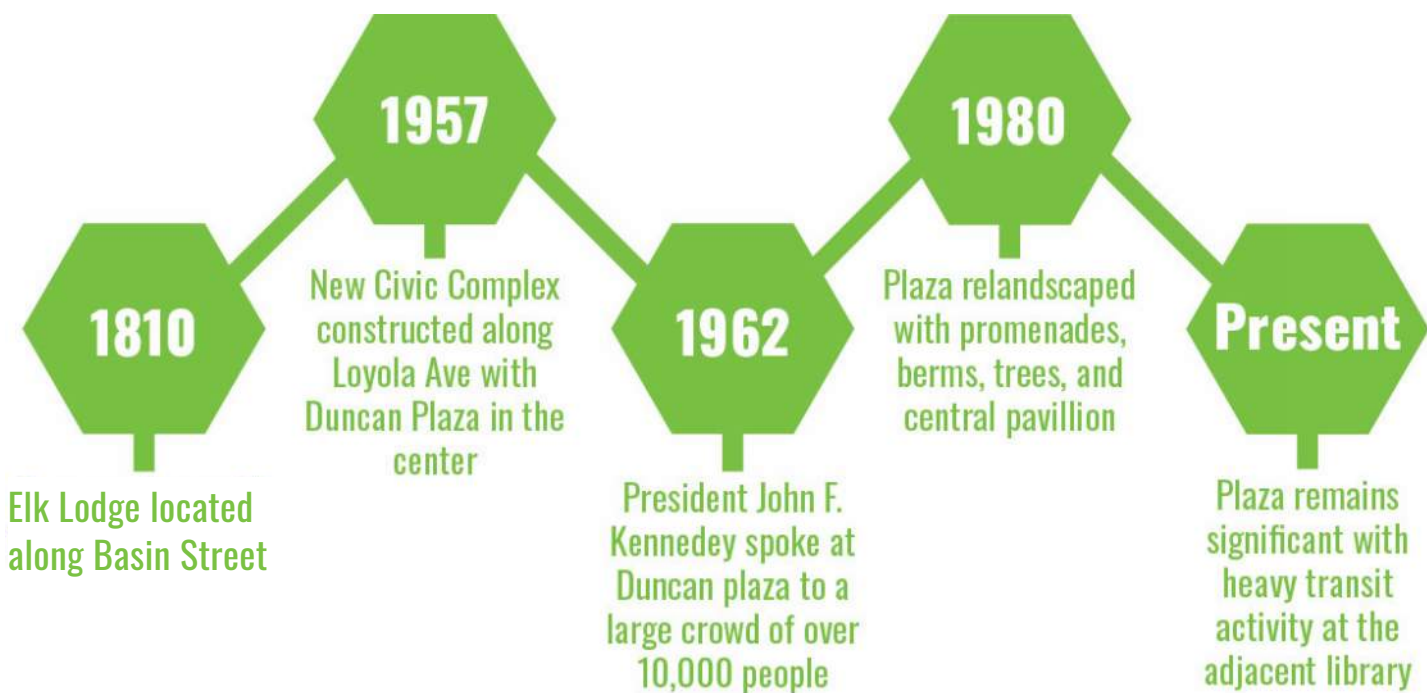 1810
Elk Lodge located
along Basin Street
1957
New Civic Complex
constructed along
Loyola Ave with
Duncan Plaza in the
center
1962
President John F.
Kennedey spoke at
Duncan plaza to a
large crowd of over
10,000 people
1980
Plaza relandscaped
with promenades,
berms, trees, and
central pavillion
Present
Plaza remains
significant with
heavy transit
activity at the
adjacent library